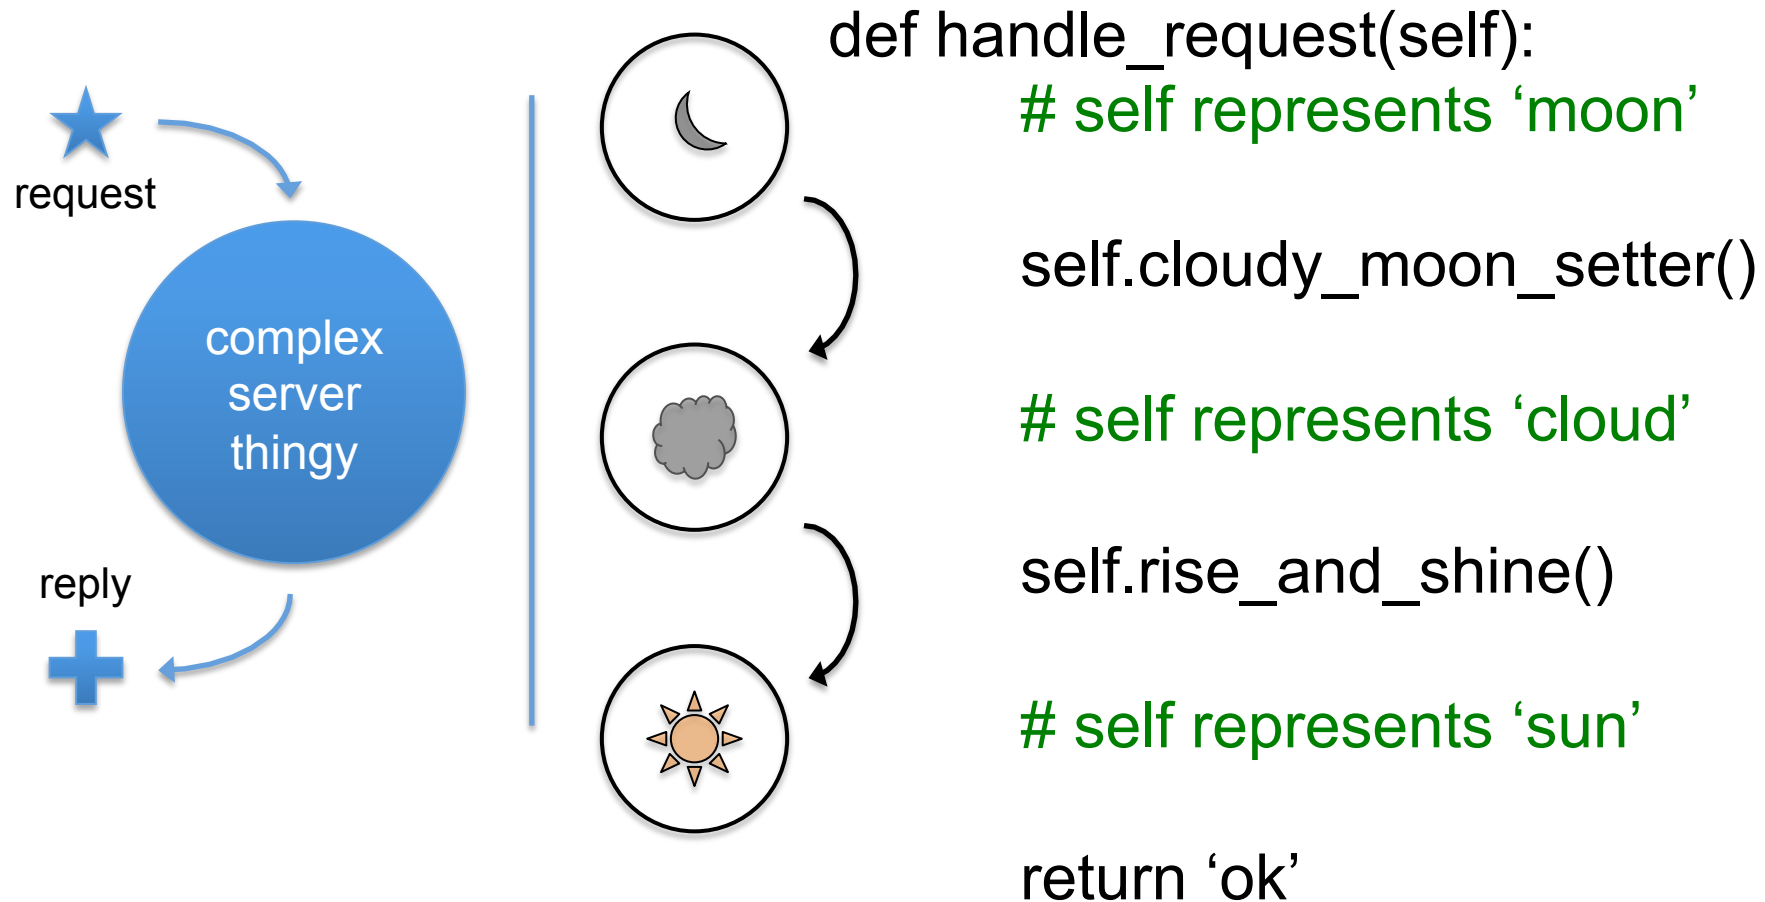 request
complex
server
thingy
reply
def handle_request(self):
# self represents ‘moon’
self.cloudy_moon_setter()
# self represents ‘cloud’
self.rise_and_shine()
# self represents ‘sun’
return ‘ok’